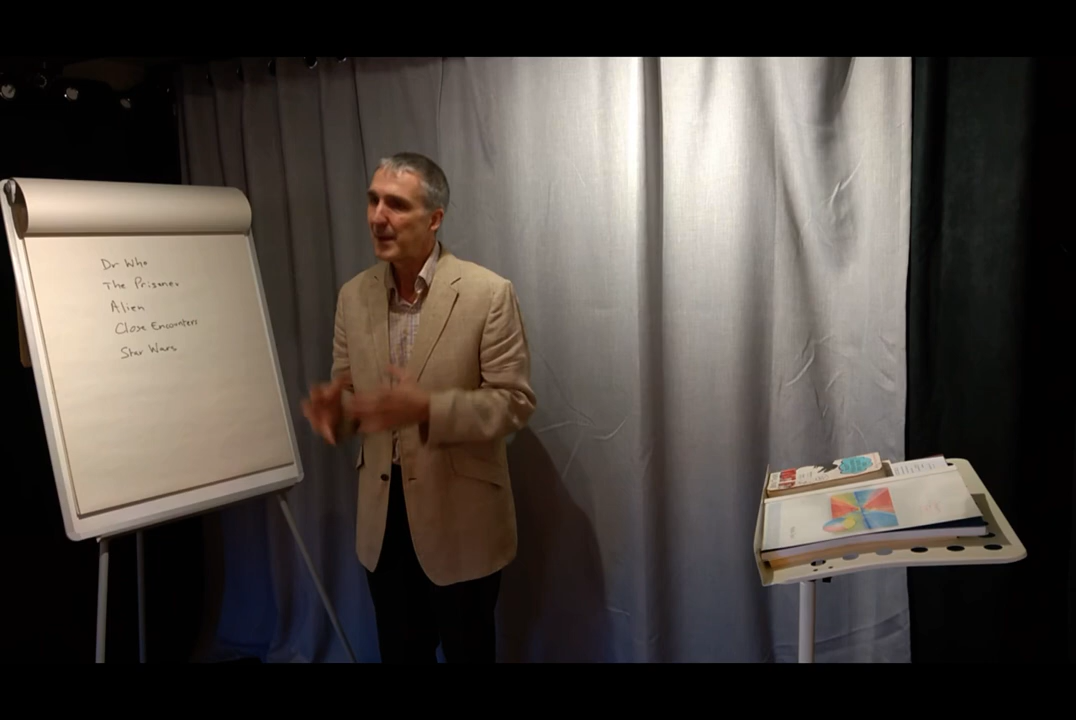 Dr Who
The Prisoner
Alien
Close Encounters
Star Wars